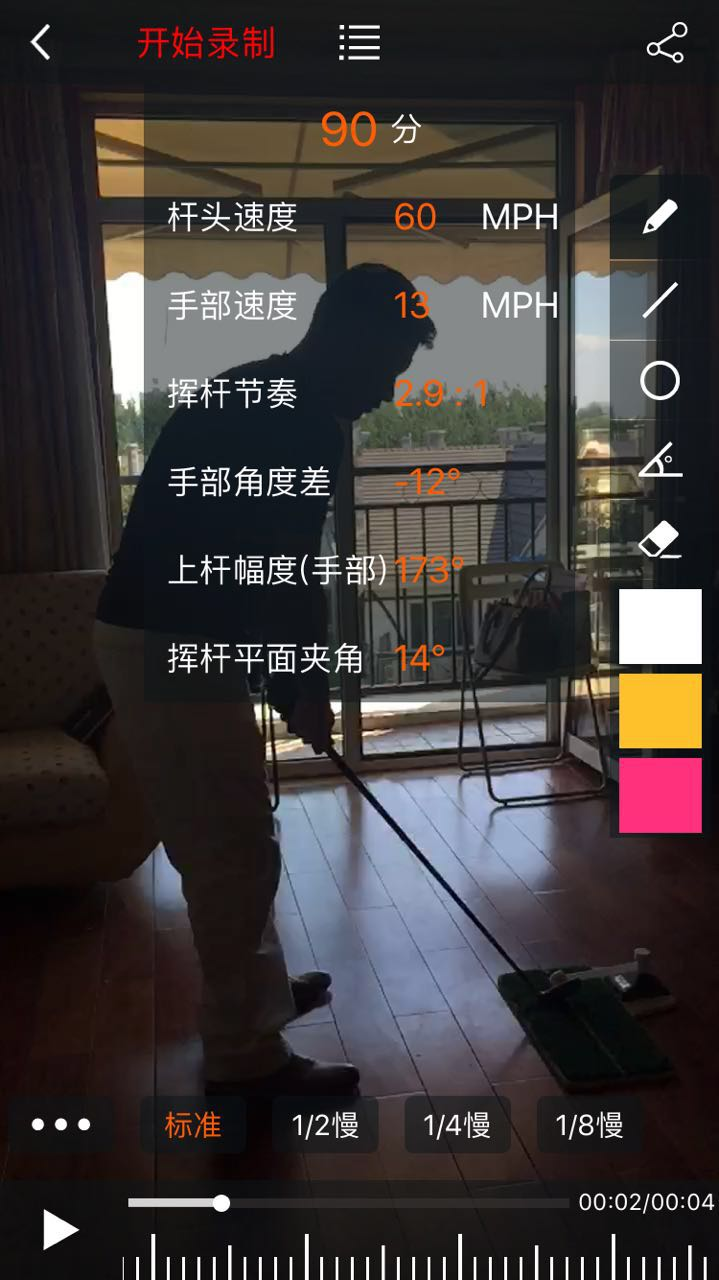 开始录制
90 分
杆头速度 60 MPH
手部速度 13 MPH
挥杆节奏 2.9 : 1
手部角度差 -12°
上杆幅度(手部) 173°
挥杆平面夹角 14°
标准 1/2慢 1/4慢 1/8慢
00:02/00:04